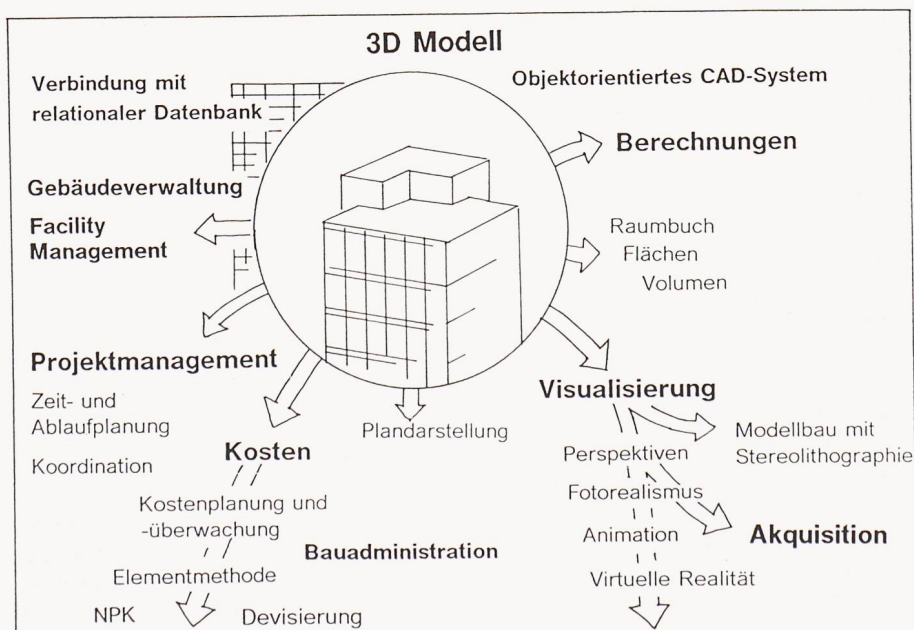 3D Modell
Verbindung mit
relationaler Datenbank
Objektorientiertes CAD-System
Berechnungen
Gebäudeverwaltung
Facility
Management
Raumbuch
Flächen
Volumen
Projektmanagement
Zeit- und
Ablaufplanung
Koordination
Kosten
Kostenplanung und
-überwachung
Elementmethode
NPK
Devisierung
Bauadministration
Plandarstellung
Visualisierung
Perspektiven
Fotorealismus
Animation
Virtuelle Realität
Modellbau mit
Stereolithographie
Akquisition